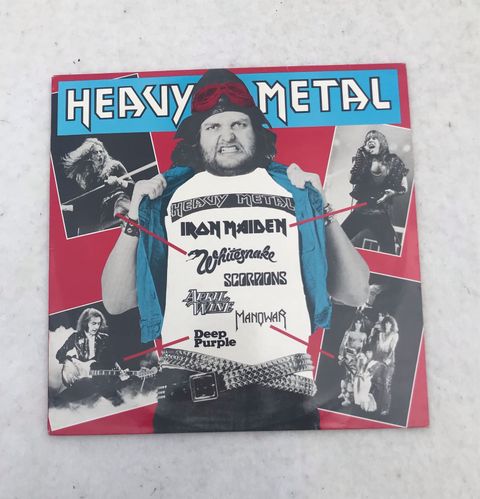 HEAVY METAL
HEAVY METAL
IRON MAIDEN
Whitesnake
SCORPIONS
APRIL
WINE
MANOWAR
Deep
Purple